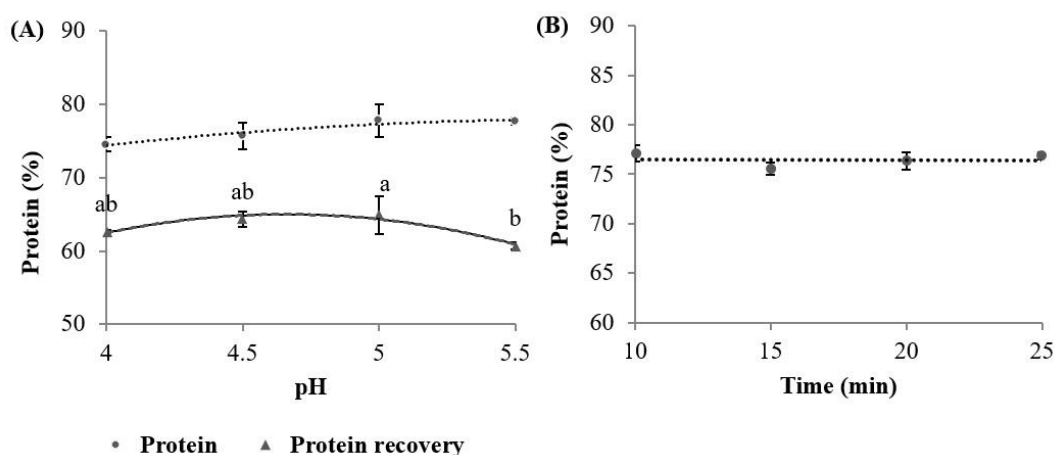 (A)
Protein (%)
90
80
70
60
50
ab
ab
a
b
4
4.5
5
5.5
pH
(B)
Protein (%)
90
85
80
75
70
65
60
10
15
20
25
Time (min)
Protein
Protein recovery